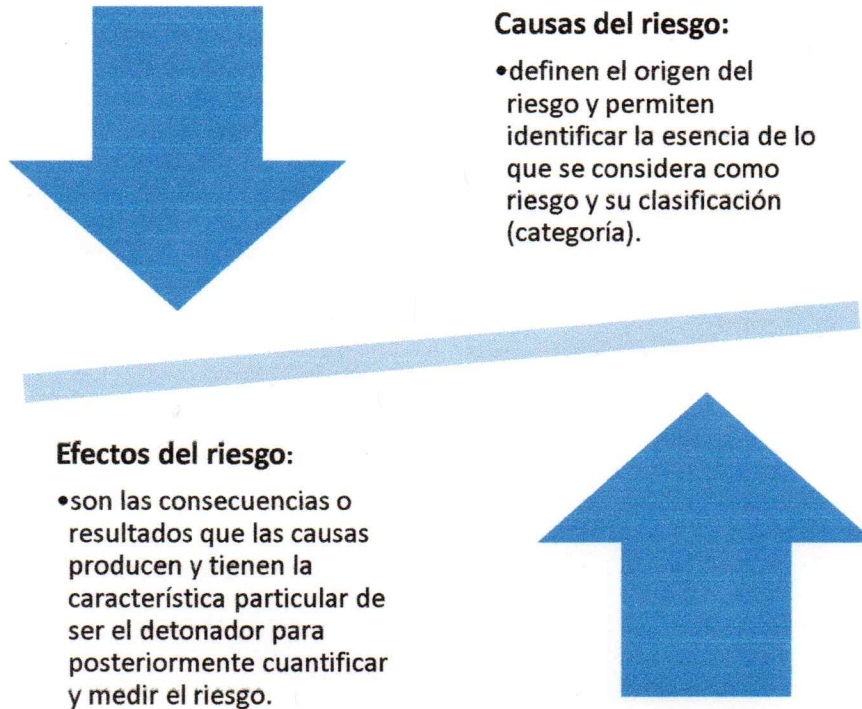 Causas del riesgo:
•definen el origen del
riesgo y permiten
identificar la esencia de lo
que se considera como
riesgo y su clasificación
(categoría).
Efectos del riesgo:
•son las consecuencias o
resultados que las causas
producen y tienen la
característica particular de
ser el detonador para
posteriormente cuantificar
y medir el riesgo.